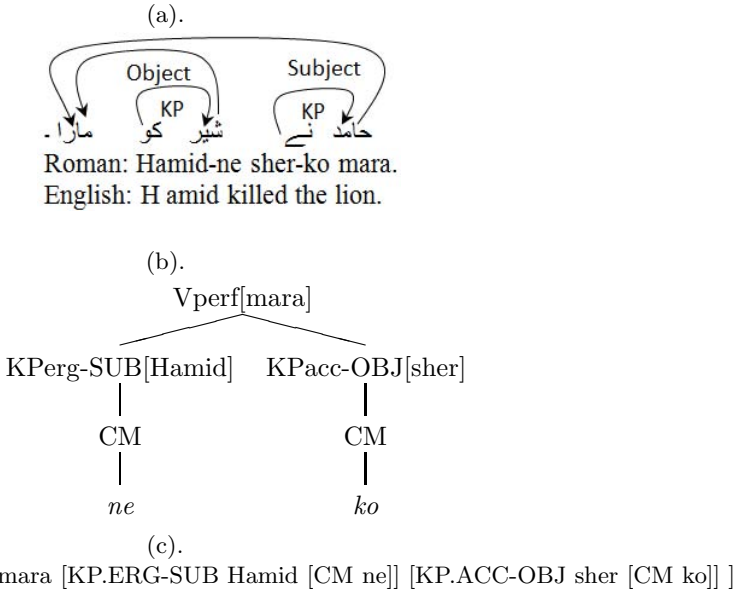 (a).
Object Subject
KP KP
حامد نے شیر کو مارا ۔
Roman: Hamid-ne sher-ko mara.
English: H amid killed the lion.
(b).
Vperf[mara]
KPerg-SUB[Hamid] KPacc-OBJ[sher]
CM CM
ne ko
(c).
mara [KP.ERG-SUB Hamid [CM ne]] [KP.ACC-OBJ sher [CM ko]] ]